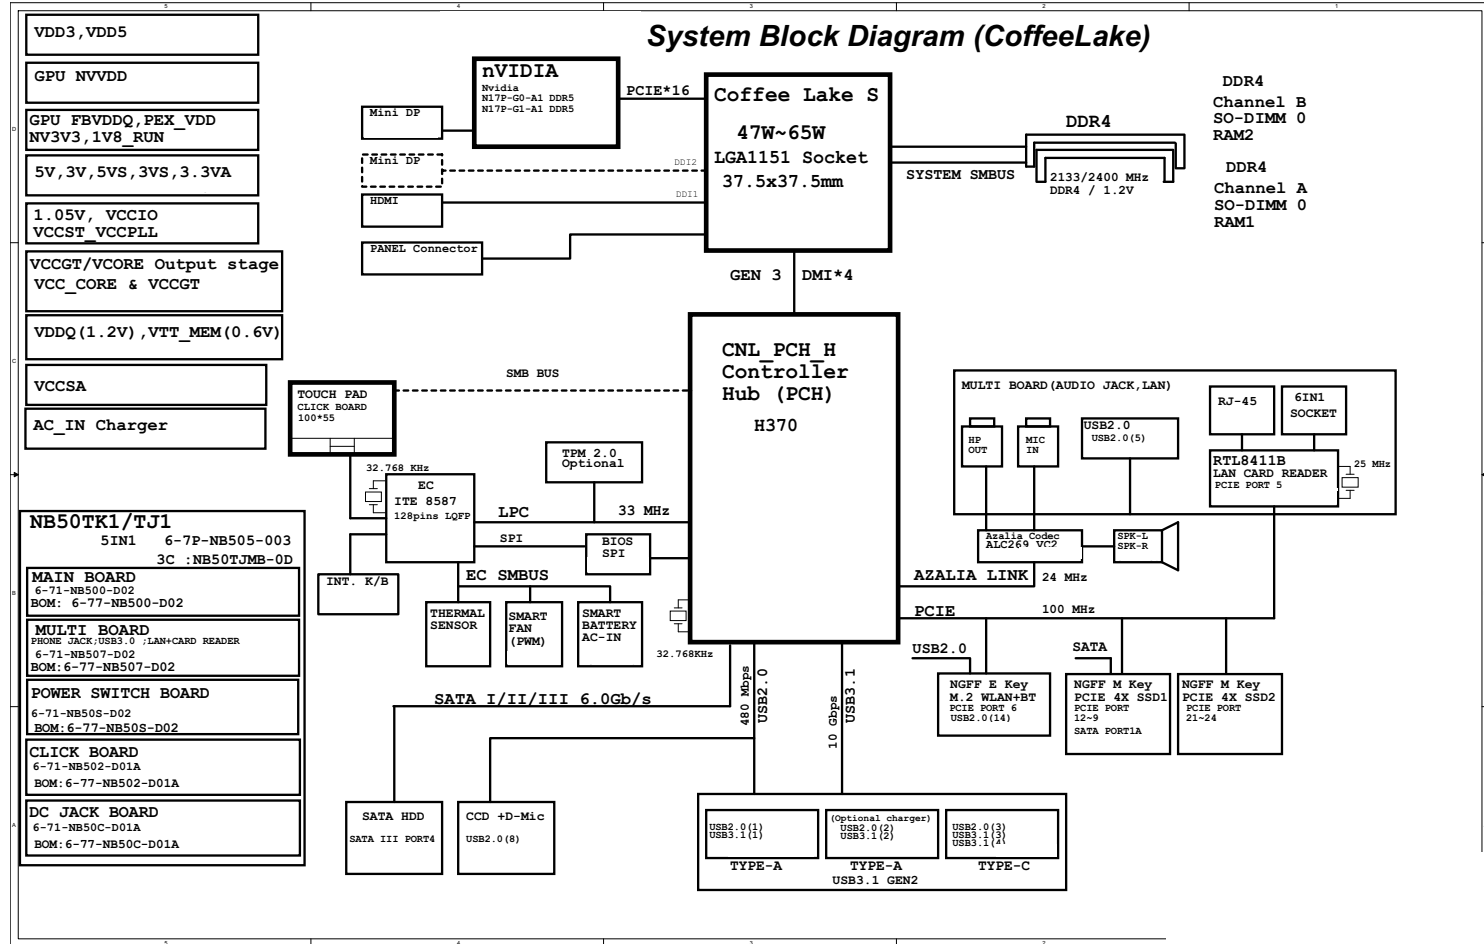 System Block Diagram (CoffeeLake)
VDD3,VDD5
GPU NVVDD
GPU FBVDDQ,PEX_VDD
NV3V3,1V8_RUN
5V,3V,5VS,3VS,3.3VA
1.05V, VCCIO
VCCST_VCCPLL
VCCGT/VCORE Output stage
VCC_CORE & VCCGT
VDDQ(1.2V),VTT_MEM(0.6V)
VCCSA
AC_IN Charger
NB50TK1/TJ1
5IN1 6-7P-NB505-003
3C :NB50TJMB-0D
MAIN BOARD
6-71-NB500-D02
BOM: 6-77-NB500-D02
MULTI BOARD
PHONE JACK;USB3.0 ;LAN+CARD READER
6-71-NB507-D02
BOM:6-77-NB507-D02
POWER SWITCH BOARD
6-71-NB50S-D02
BOM:6-77-NB50S-D02
CLICK BOARD
6-71-NB502-D01A
BOM:6-77-NB502-D01A
DC JACK BOARD
6-71-NB50C-D01A
BOM:6-77-NB50C-D01A
nVIDIA
Nvidia
N17P-G0-A1 DDR5
N17P-G1-A1 DDR5
PCIE*16
Mini DP
Mini DP
DDI2
HDMI
DDI1
PANEL Connector
Coffee Lake S
47W~65W
LGA1151 Socket
37.5x37.5mm
SYSTEM SMBUS
DDR4
2133/2400 MHz
DDR4 / 1.2V
DDR4
Channel B
SO-DIMM 0
RAM2
DDR4
Channel A
SO-DIMM 0
RAM1
GEN 3 DMI*4
CNL_PCH_H
Controller
Hub (PCH)
H370
SMB BUS
TOUCH PAD
CLICK BOARD
100*55
32.768 KHz
EC
ITE 8587
128pins LQFP
TPM 2.0
Optional
LPC 33 MHz
SPI
BIOS
SPI
INT. K/B
EC SMBUS
THERMAL
SENSOR
SMART
FAN
(PWM)
SMART
BATTERY
AC-IN
32.768KHz
MULTI BOARD(AUDIO JACK,LAN)
HP
OUT
MIC
IN
USB2.0
USB2.0(5)
RJ-45
6IN1
SOCKET
RTL8411B
LAN CARD READER
PCIE PORT 5
25 MHz
Azalia Codec
ALC269 VC2
SPK-L
SPK-R
AZALIA LINK 24 MHz
PCIE 100 MHz
USB2.0
SATA
NGFF E Key
M.2 WLAN+BT
PCIE PORT 6
USB2.0(14)
NGFF M Key
PCIE 4X SSD1
PCIE PORT
12~9
SATA PORT1A
NGFF M Key
PCIE 4X SSD2
PCIE PORT
21~24
SATA I/II/III 6.0Gb/s
480 Mbps
USB2.0
10 Gbps
USB3.1
SATA HDD
SATA III PORT4
CCD +D-Mic
USB2.0(8)
USB2.0(1)
USB3.1(1)
TYPE-A
(Optional charger)
USB2.0(2)
USB3.1(2)
TYPE-A
USB2.0(3)
USB3.1(3)
USB3.1(4)
TYPE-C
USB3.1 GEN2